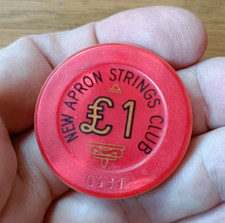 NEW APRON STRINGS CLUB
£1